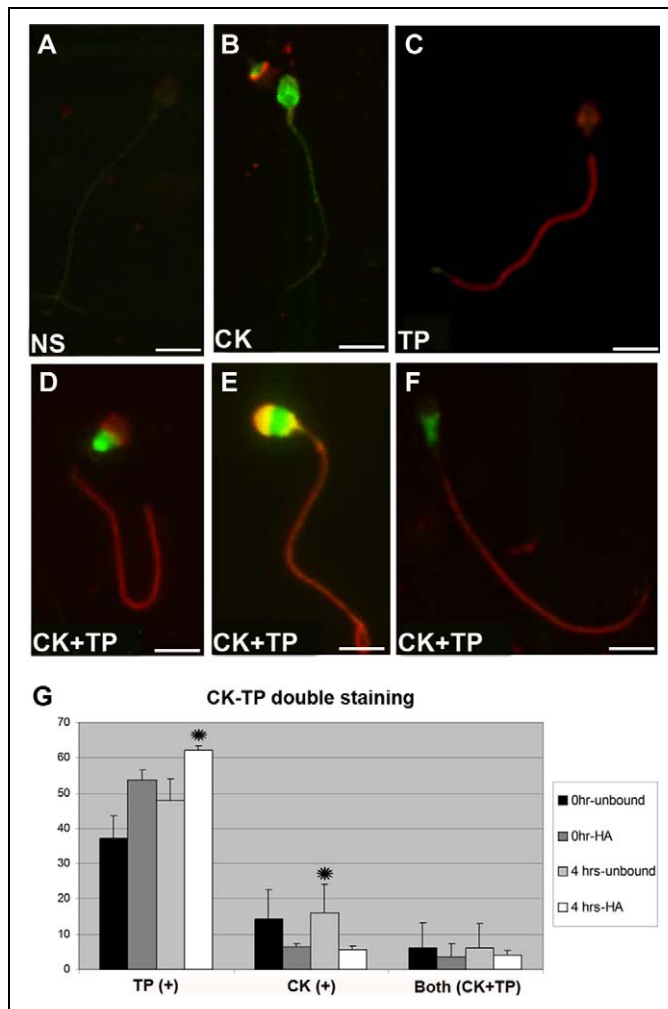 A
B
C
NS
CK
TP
D
E
F
CK+TP
CK+TP
CK+TP
G
CK-TP double staining
70
60
50
40
30
20
10
0
TP (+)
CK (+)
Both (CK+TP)
0hr-unbound
0hr-HA
4 hrs-unbound
4 hrs-HA